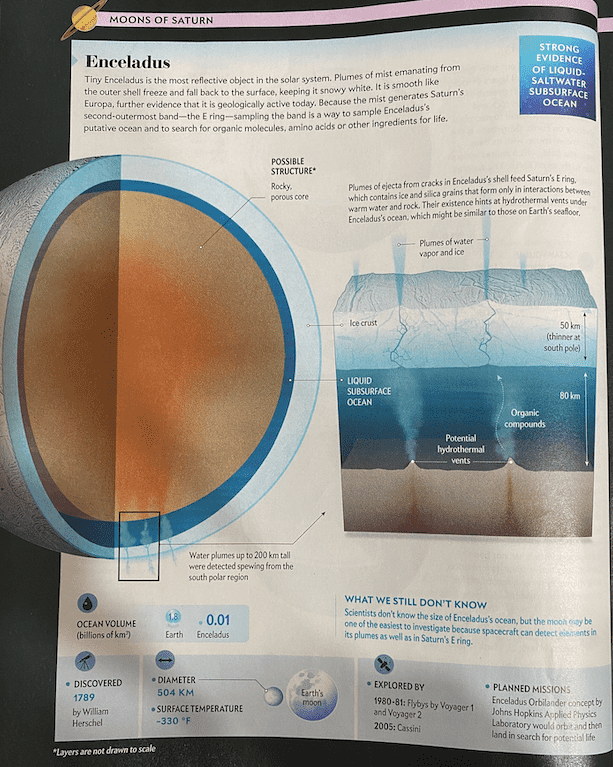 MOONS OF SATURN
Enceladus
Tiny Enceladus is the most reflective object in the solar system. Plumes of mist emanating from
the outer shell freeze and fall back to the surface, keeping it snowy white. It is smooth like
Europa, further evidence that it is geologically active today. Because the mist generates Saturn's
second-outermost band—the E ring—sampling the band is a way to sample Enceladus's
putative ocean and to search for organic molecules, amino acids or other ingredients for life.
STRONG
EVIDENCE
OF LIQUID-
SALTWATER
SUBSURFACE
OCEAN
POSSIBLE
STRUCTURE*
Rocky,
porous core
Plumes of ejecta from cracks in Enceladus's shell feed Saturn's E ring,
which contains ice and silica grains that form only in interactions between
warm water and rock. Their existence hints at hydrothermal vents under
Enceladus's ocean, which might be similar to those on Earth's seafloor.
Plumes of water
vapor and ice
Ice crust
50 km
(thinner at
south pole)
LIQUID
SUBSURFACE
OCEAN
80 km
Organic
compounds
Potential
hydrothermal
vents
Water plumes up to 200 km tall
were detected spewing from the
south polar region
OCEAN VOLUME
(billions of km³)
1.8
Earth
0.01
Enceladus
WHAT WE STILL DON'T KNOW
Scientists don't know the size of Enceladus's ocean, but the moon may be
one of the easiest to investigate because spacecraft can detect elements in
its plumes as well as in Saturn's E ring.
• DISCOVERED
1789
by William
Herschel
• DIAMETER
504 KM
• SURFACE TEMPERATURE
–330 °F
Earth's
moon
• EXPLORED BY
1980-81: Flybys by Voyager 1
and Voyager 2
2005: Cassini
• PLANNED MISSIONS
Enceladus Orbilander concept by
Johns Hopkins Applied Physics
Laboratory would orbit and then
land in search for potential life
*Layers are not drawn to scale